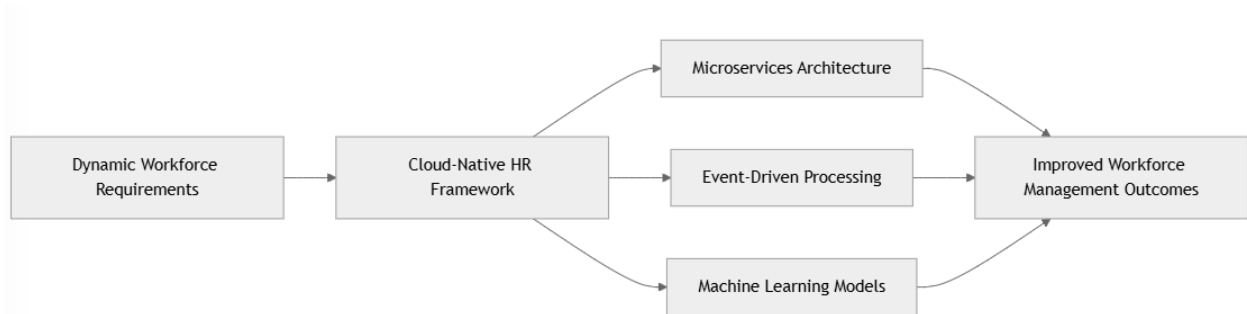 Microservices Architecture
Dynamic Workforce
Requirements
Cloud-Native HR
Framework
Event-Driven Processing
Improved Workforce
Management Outcomes
Machine Learning Models